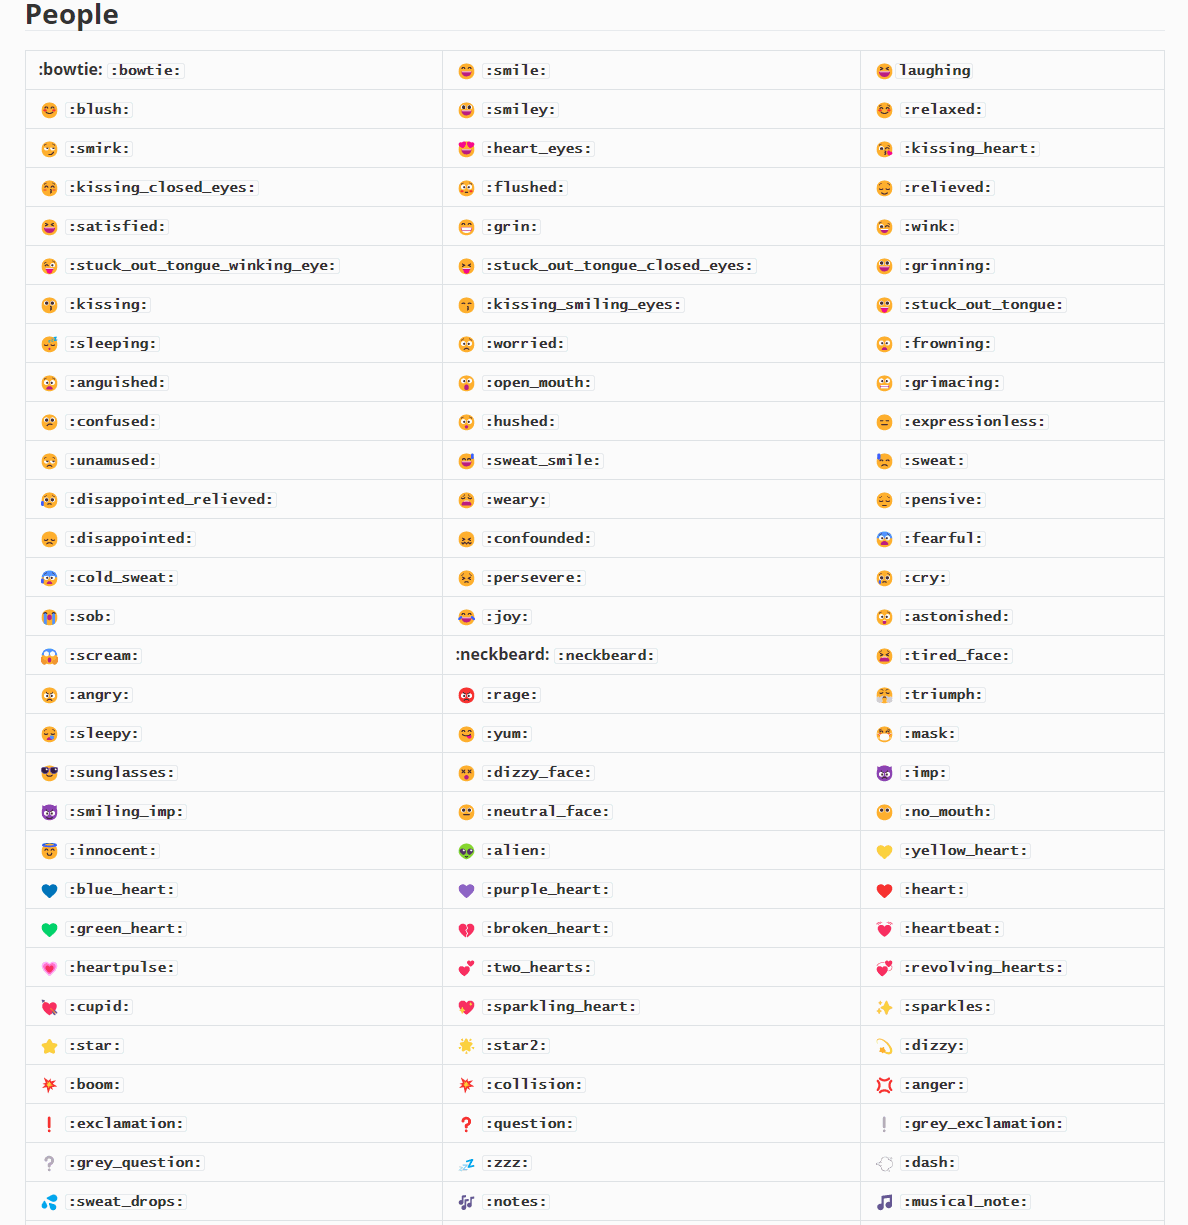 People
:bowtie: :bowtie: :smile: laughing
:blush: :smiley: :relaxed:
:smirk: :heart_eyes: :kissing_heart:
:kissing_closed_eyes: :flushed: :relieved:
:satisfied: :grin: :wink:
:stuck_out_tongue_winking_eye: :stuck_out_tongue_closed_eyes: :grinning:
:kissing: :kissing_smiling_eyes: :stuck_out_tongue:
:sleeping: :worried: :frowning:
:anguished: :open_mouth: :grimacing:
:confused: :hushed: :expressionless:
:unamused: :sweat_smile: :sweat:
:disappointed_relieved: :weary: :pensive:
:disappointed: :confounded: :fearful:
:cold_sweat: :persevere: :cry:
:sob: :joy: :astonished:
:scream: :neckbeard: :neckbeard: :tired_face:
:angry: :rage: :triumph:
:sleepy: :yum: :mask:
:sunglasses: :dizzy_face: :imp:
:smiling_imp: :neutral_face: :no_mouth:
:innocent: :alien: :yellow_heart:
:blue_heart: :purple_heart: :heart:
:green_heart: :broken_heart: :heartbeat:
:heartpulse: :two_hearts: :revolving_hearts:
:cupid: :sparkling_heart: :sparkles:
:star: :star2: :dizzy:
:boom: :collision: :anger:
:exclamation: :question: :grey_exclamation:
:grey_question: :zzz: :dash:
:sweat_drops: :notes: :musical_note: